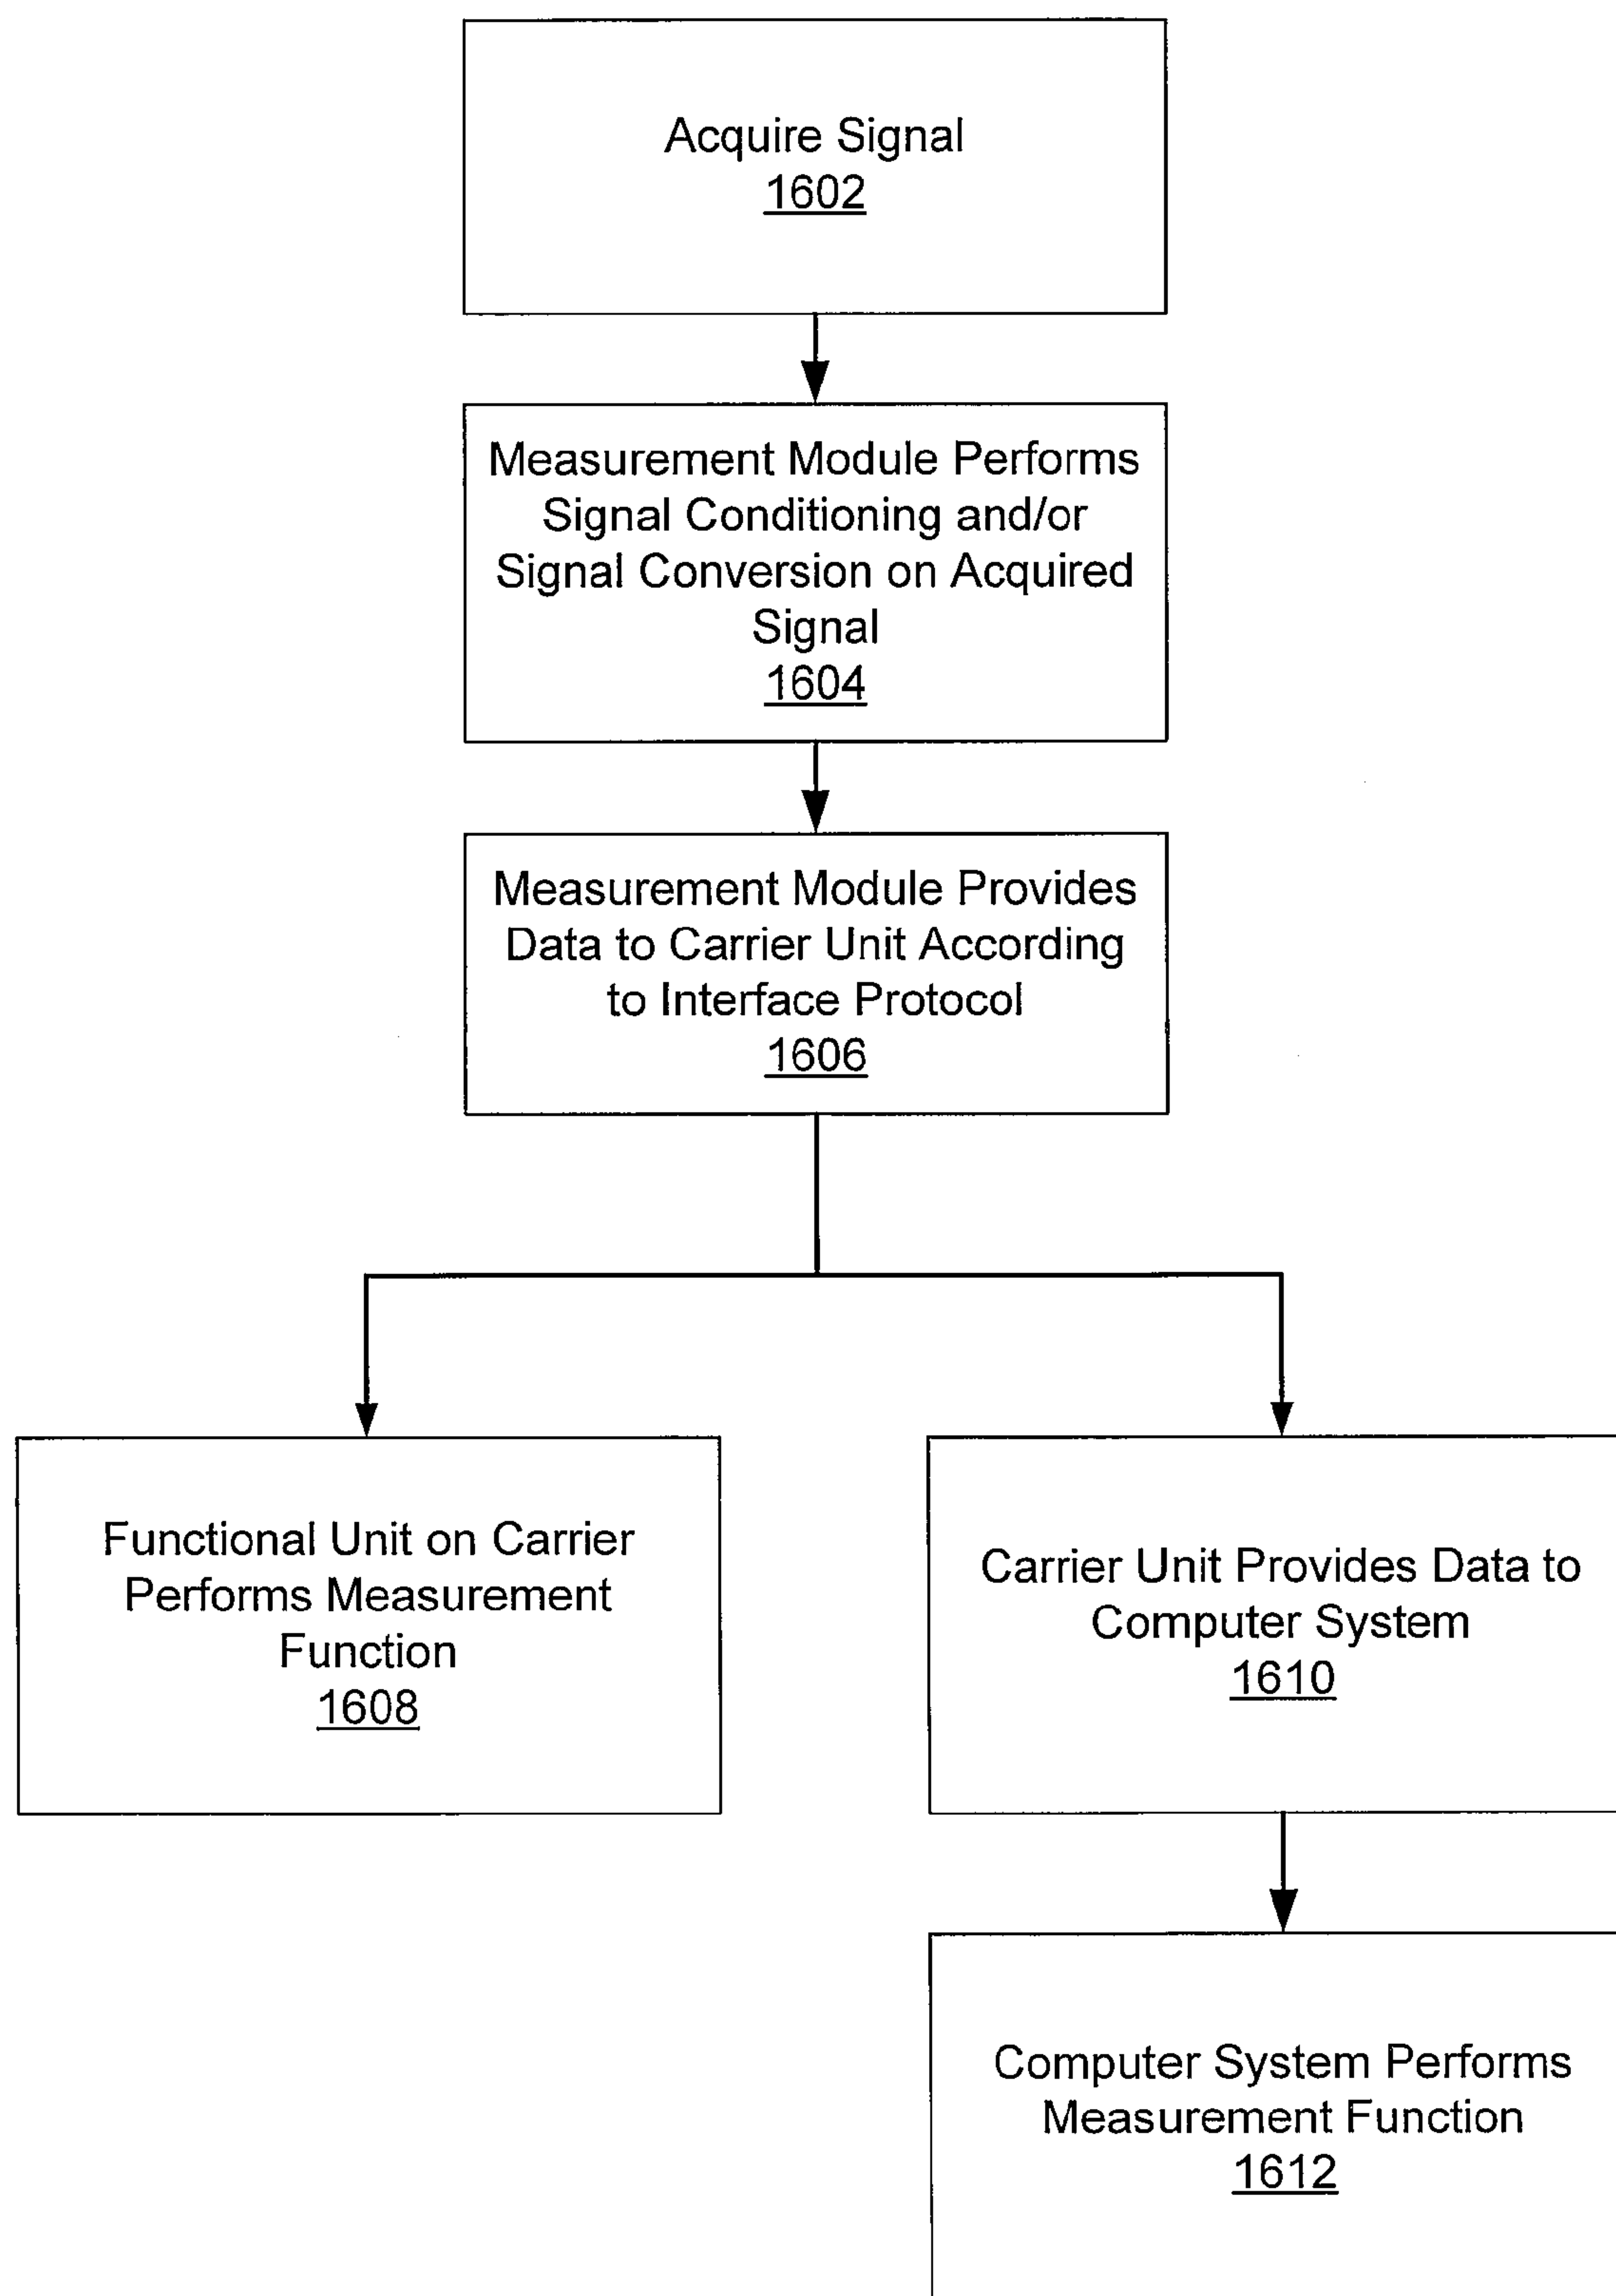 Acquire Signal
1602
Measurement Module Performs
Signal Conditioning and/or
Signal Conversion on Acquired
Signal
1604
Measurement Module Provides
Data to Carrier Unit According
to Interface Protocol
1606
Functional Unit on Carrier
Performs Measurement
Function
1608
Carrier Unit Provides Data to
Computer System
1610
Computer System Performs
Measurement Function
1612